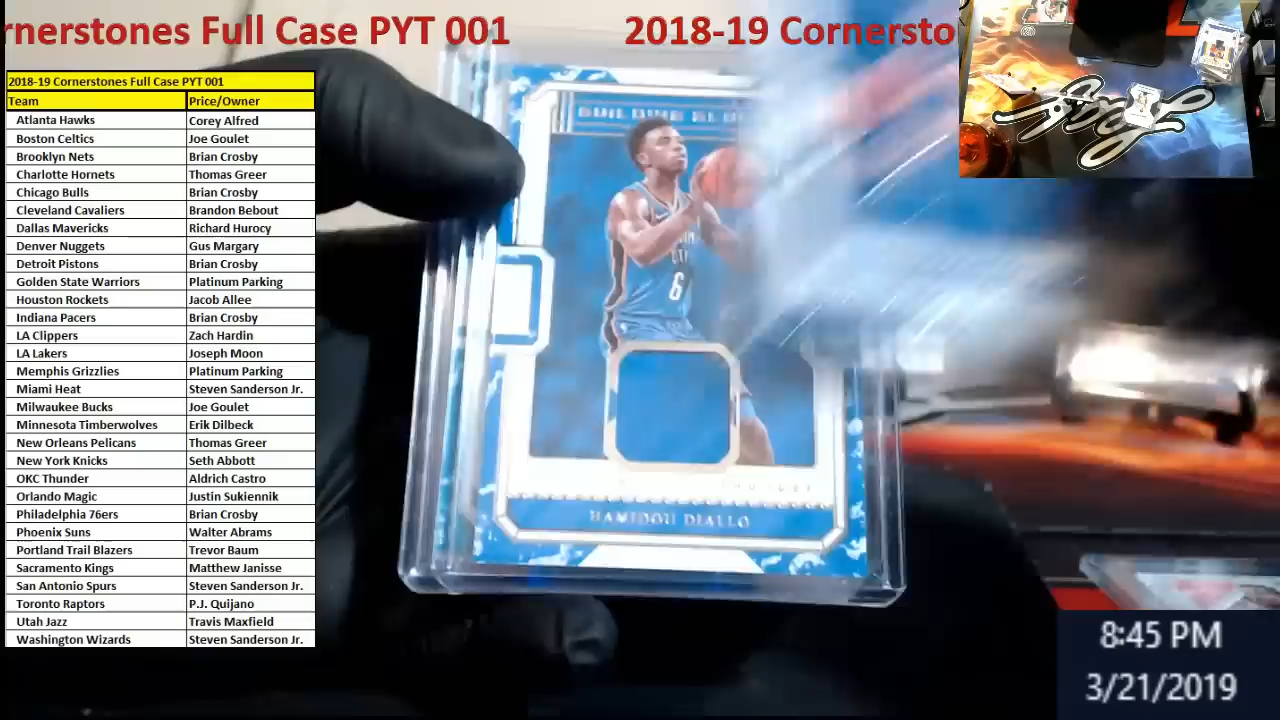 rnerstones Full Case PYT 001 2018-19 Cornersto
2018-19 Cornerstones Full Case PYT 001
Team Price/Owner
Atlanta Hawks Corey Alfred
Boston Celtics Joe Goulet
Brooklyn Nets Brian Crosby
Charlotte Hornets Thomas Greer
Chicago Bulls Brian Crosby
Cleveland Cavaliers Brandon Bebout
Dallas Mavericks Richard Hurocy
Denver Nuggets Gus Margary
Detroit Pistons Brian Crosby
Golden State Warriors Platinum Parking
Houston Rockets Jacob Allee
Indiana Pacers Brian Crosby
LA Clippers Zach Hardin
LA Lakers Joseph Moon
Memphis Grizzlies Platinum Parking
Miami Heat Steven Sanderson Jr.
Milwaukee Bucks Joe Goulet
Minnesota Timberwolves Erik Dilbeck
New Orleans Pelicans Thomas Greer
New York Knicks Seth Abbott
OKC Thunder Aldrich Castro
Orlando Magic Justin Sukiennik
Philadelphia 76ers Brian Crosby
Phoenix Suns Walter Abrams
Portland Trail Blazers Trevor Baum
Sacramento Kings Matthew Janisse
San Antonio Spurs Steven Sanderson Jr.
Toronto Raptors P.J. Quijano
Utah Jazz Travis Maxfield
Washington Wizards Steven Sanderson Jr.
BUILDING BLO
6
HAMIDOU DIALLO
8:45 PM
3/21/2019